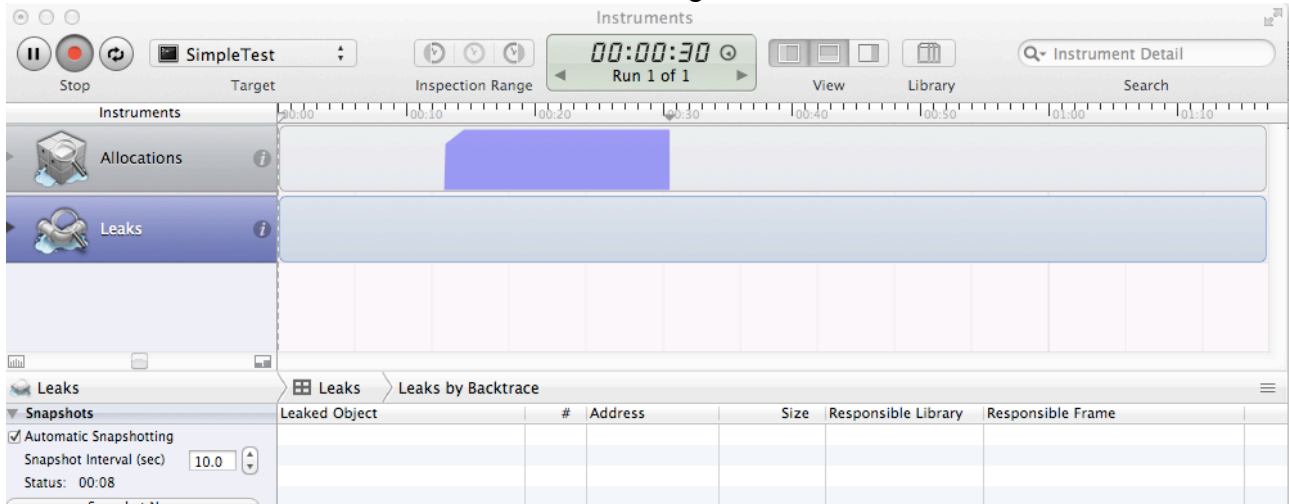 Instruments
SimpleTest
00:00:30
Run 1 of 1
Instrument Detail
Stop Target Inspection Range View Library Search
Instruments 00:00 00:10 00:20 00:30 00:40 00:50 01:00 01:10
Allocations
Leaks
Leaks Leaks Leaks by Backtrace
Snapshots Leaked Object # Address Size Responsible Library Responsible Frame
Automatic Snapshotting
Snapshot Interval (sec) 10.0
Status: 00:08